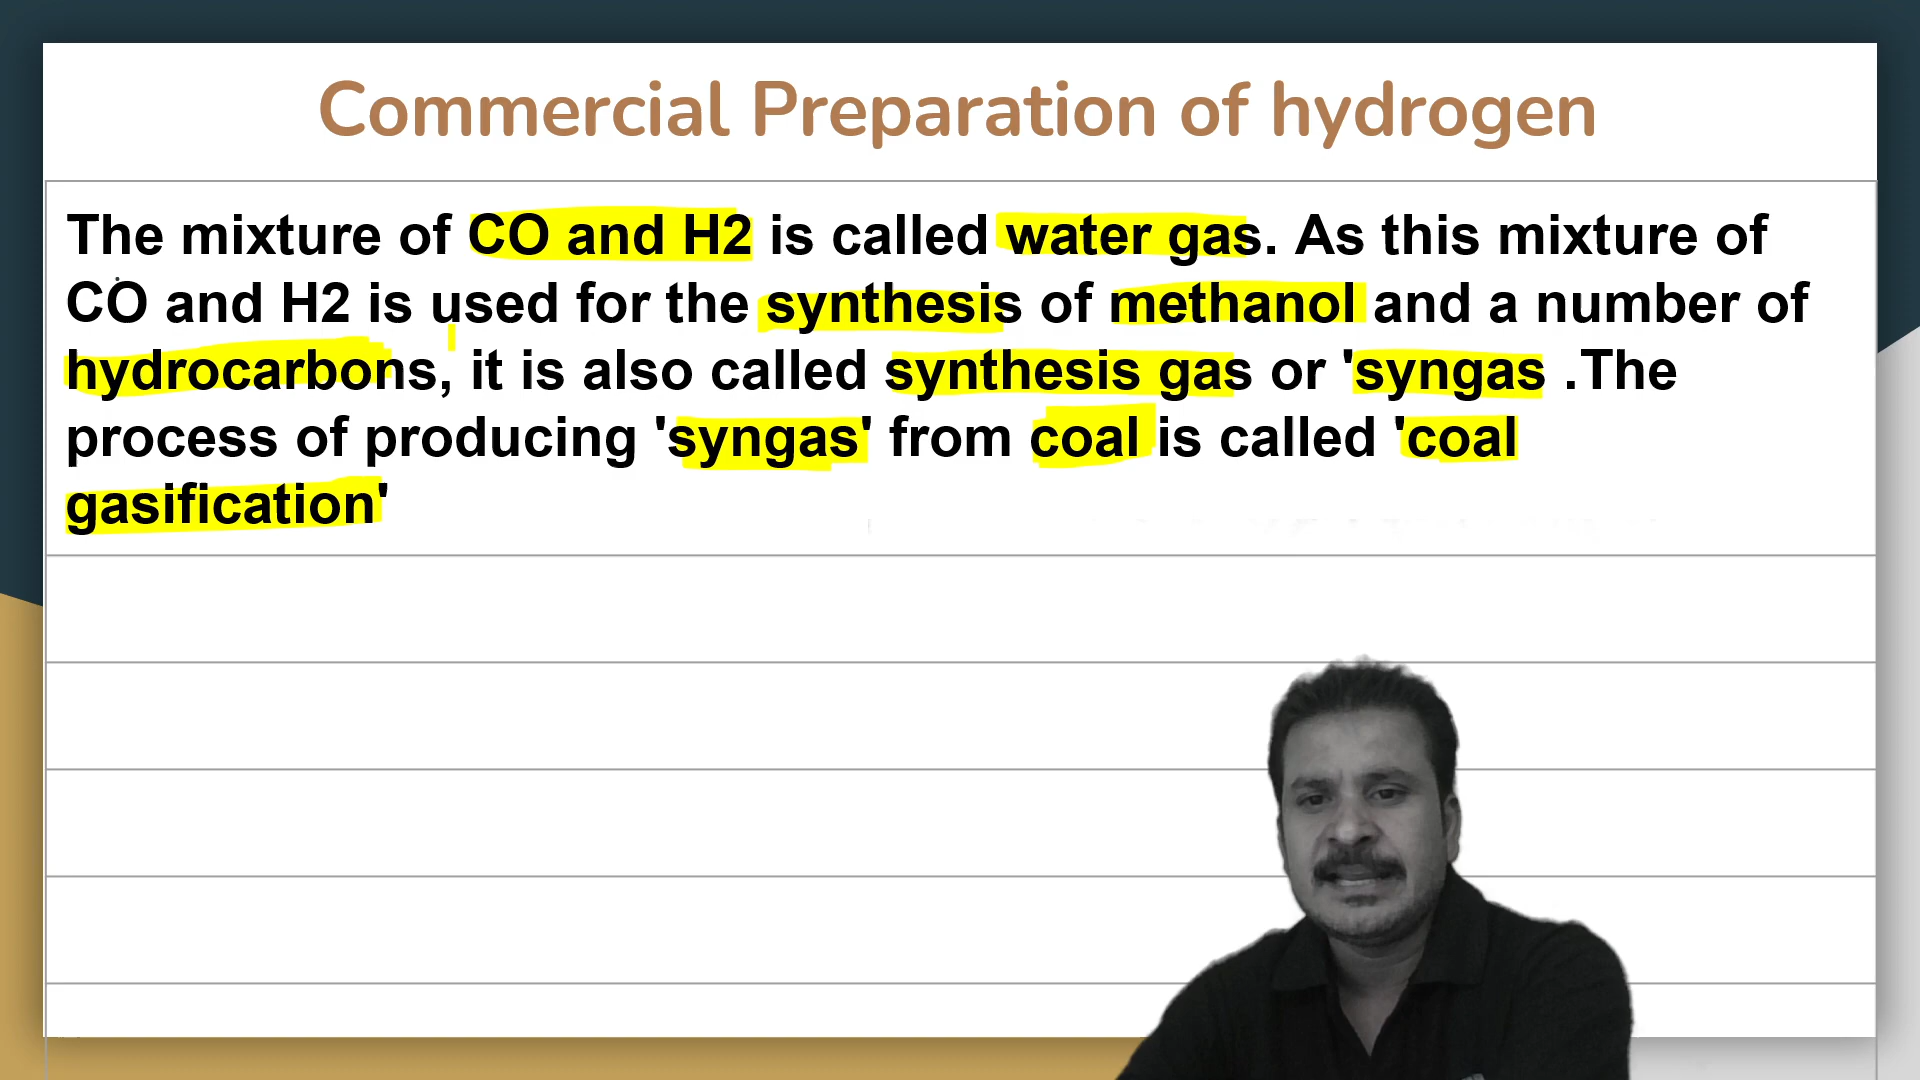 Commercial Preparation of hydrogen
The mixture of CO and H2 is called water gas. As this mixture of
CO and H2 is used for the synthesis of methanol and a number of
hydrocarbons, it is also called synthesis gas or 'syngas .The
process of producing 'syngas' from coal is called 'coal
gasification'